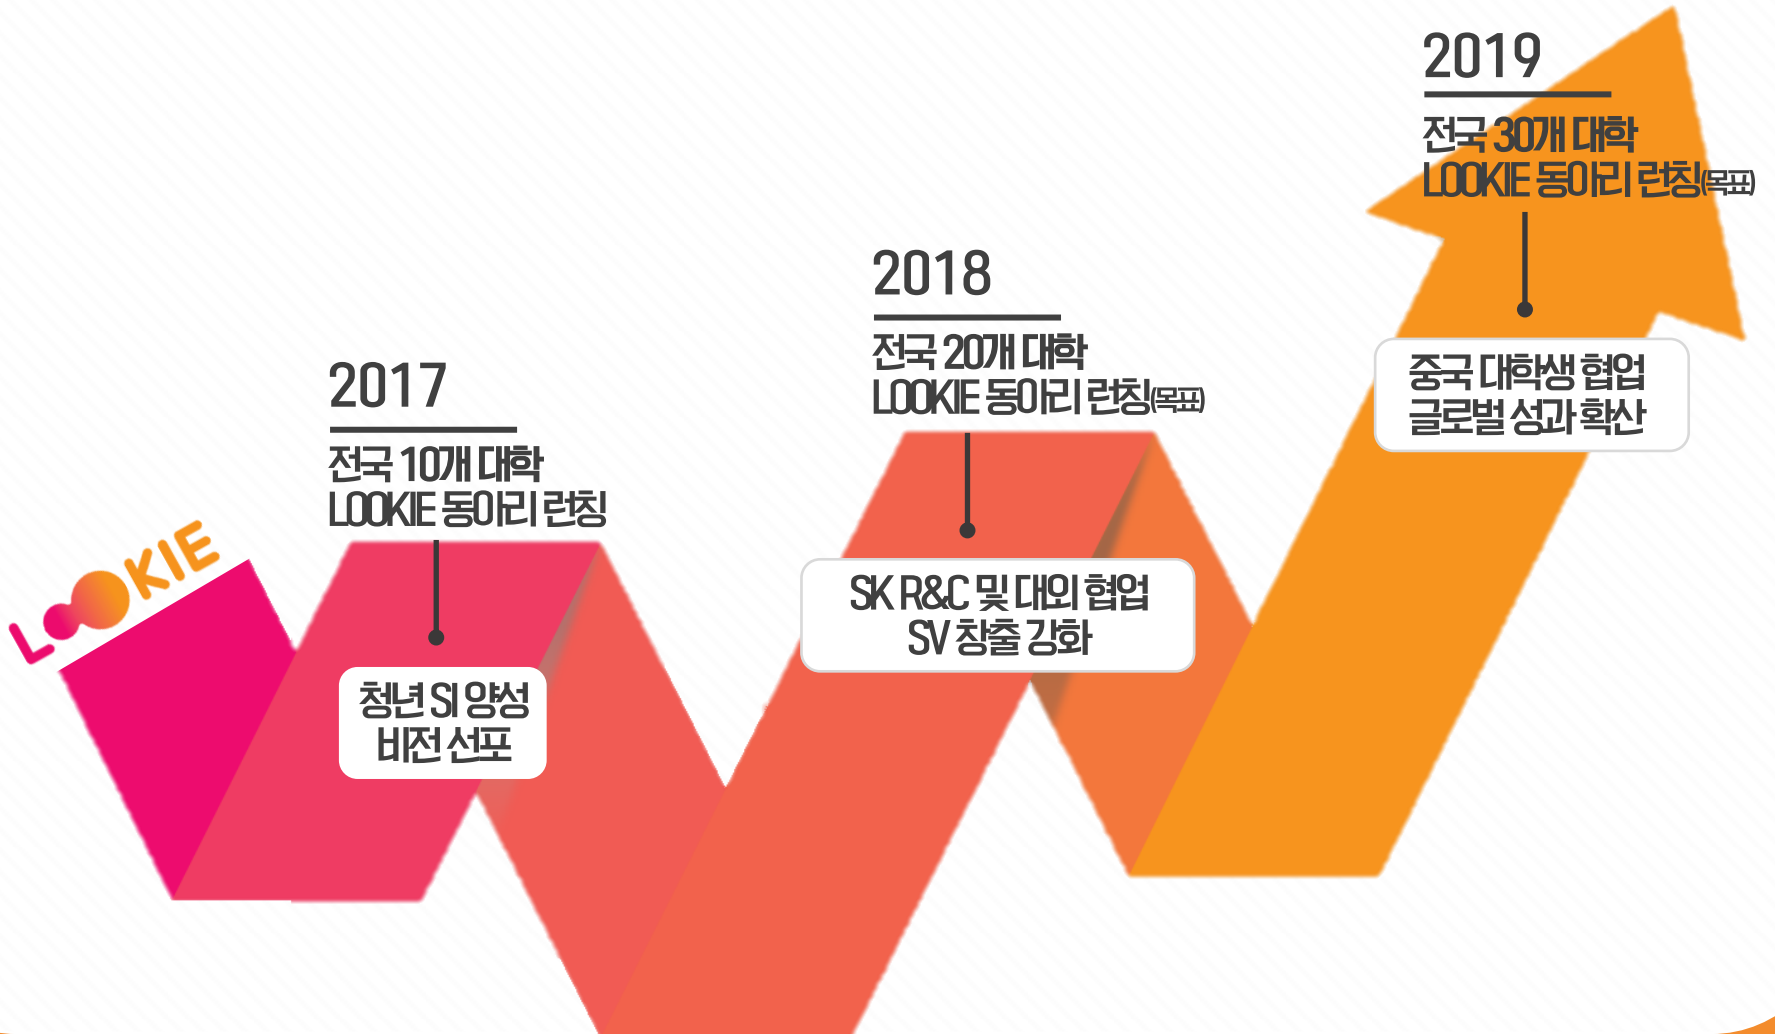 LOOKIE
2017
전국 10개 대학
LOOKIE 동아리 런칭
청년 SI 양성
비전 선포
2018
전국 20개 대학
LOOKIE 동아리 런칭(목표)
SK R&C 및 대외 협업
SV 창출 강화
2019
전국 30개 대학
LOOKIE 동아리 런칭(목표)
중국 대학생 협업
글로벌 성과 확산